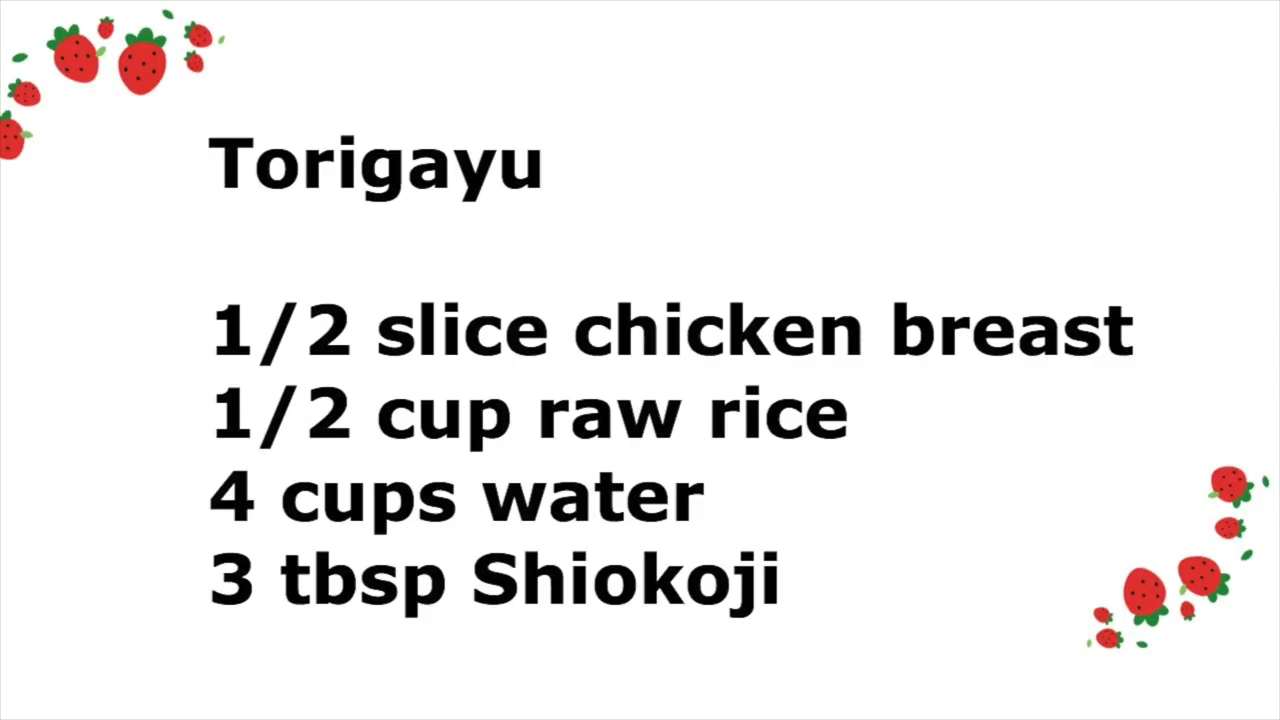 Torigayu
1/2 slice chicken breast
1/2 cup raw rice
4 cups water
3 tbsp Shiokoji